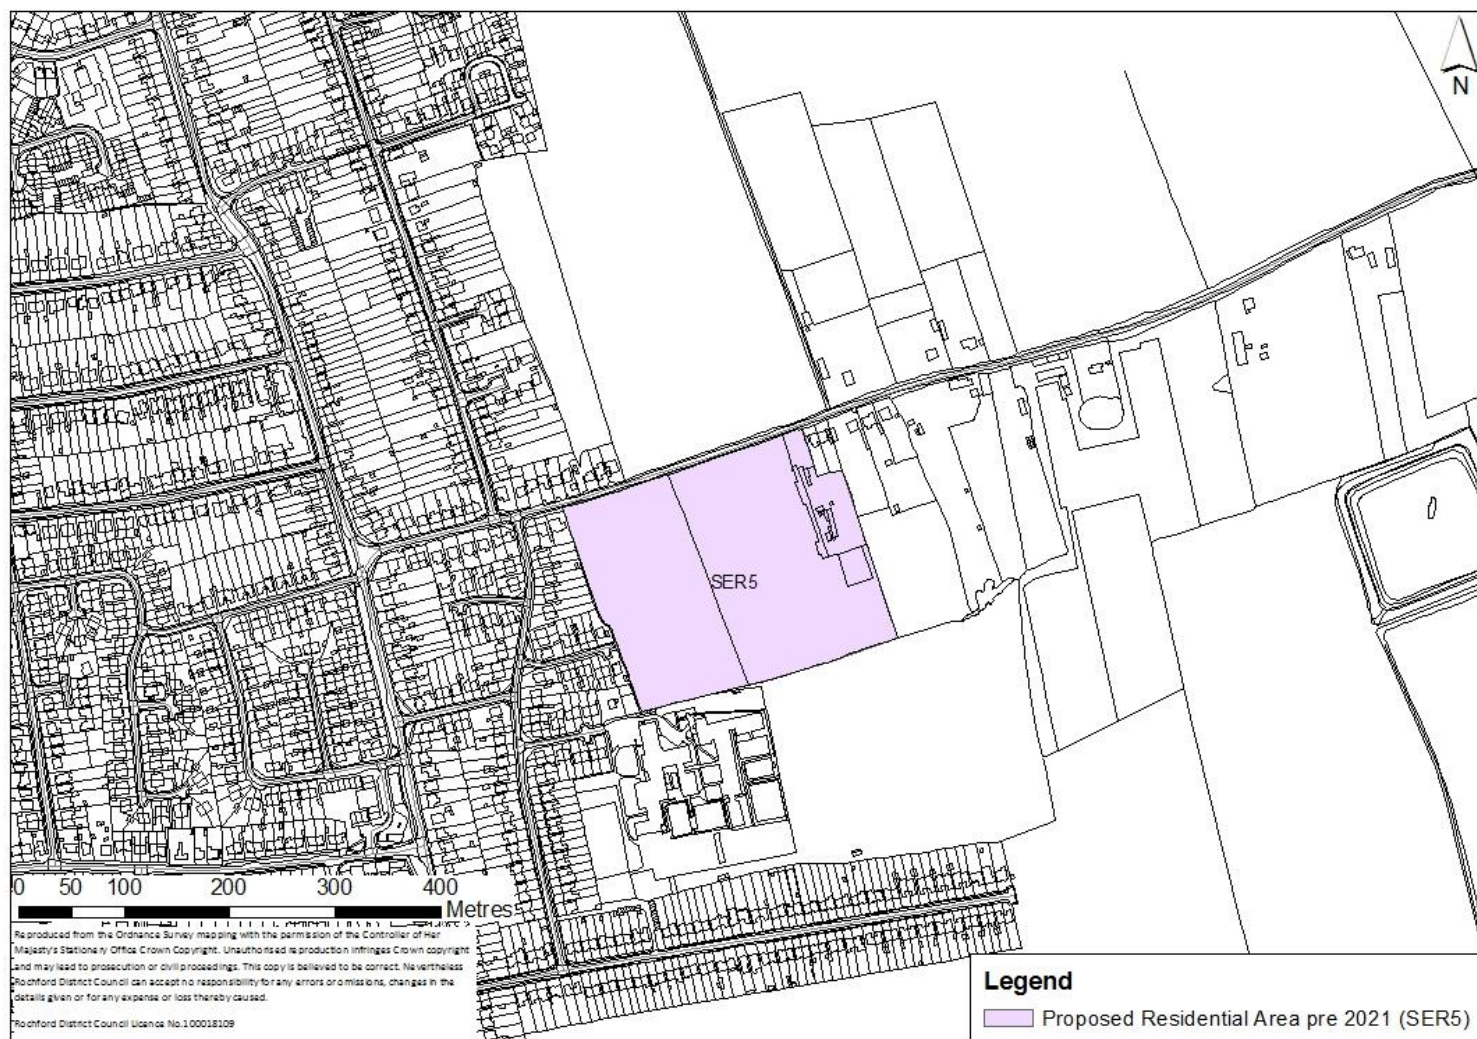 N
SER5
0 50 100 200 300 400
Metres
Reproduced from the Ordnance Survey mapping with the permission of the Controller of Her
Majesty's Stationery Office Crown Copyright. Unauthorised reproduction infringes Crown copyright
and may lead to prosecution or civil proceedings. This copy is believed to be correct. Nevertheless
Rochford District Council can accept no responsibility for any errors or omissions, changes in the
details given or for any expense or loss thereby caused.
Rochford District Council Licence No.100018109
Legend
Proposed Residential Area pre 2021 (SER5)